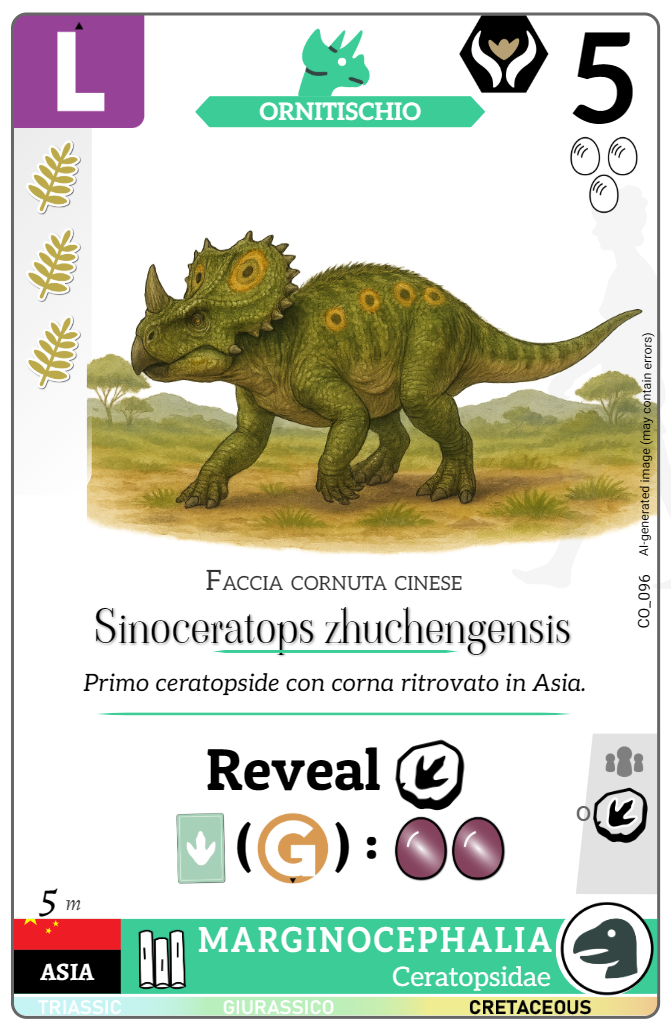 L
ORNITISCHIO
5
AI-generated image (may contain errors)
CO_096
Faccia cornuta cinese
Sinoceratops zhuchengensis
Primo ceratopside con corna ritrovato in Asia.
Reveal
O
( G ) :
5 m
ASIA
MARGINOCEPHALIA
Ceratopsidae
TRIASSIC GIURASSICO CRETACEOUS